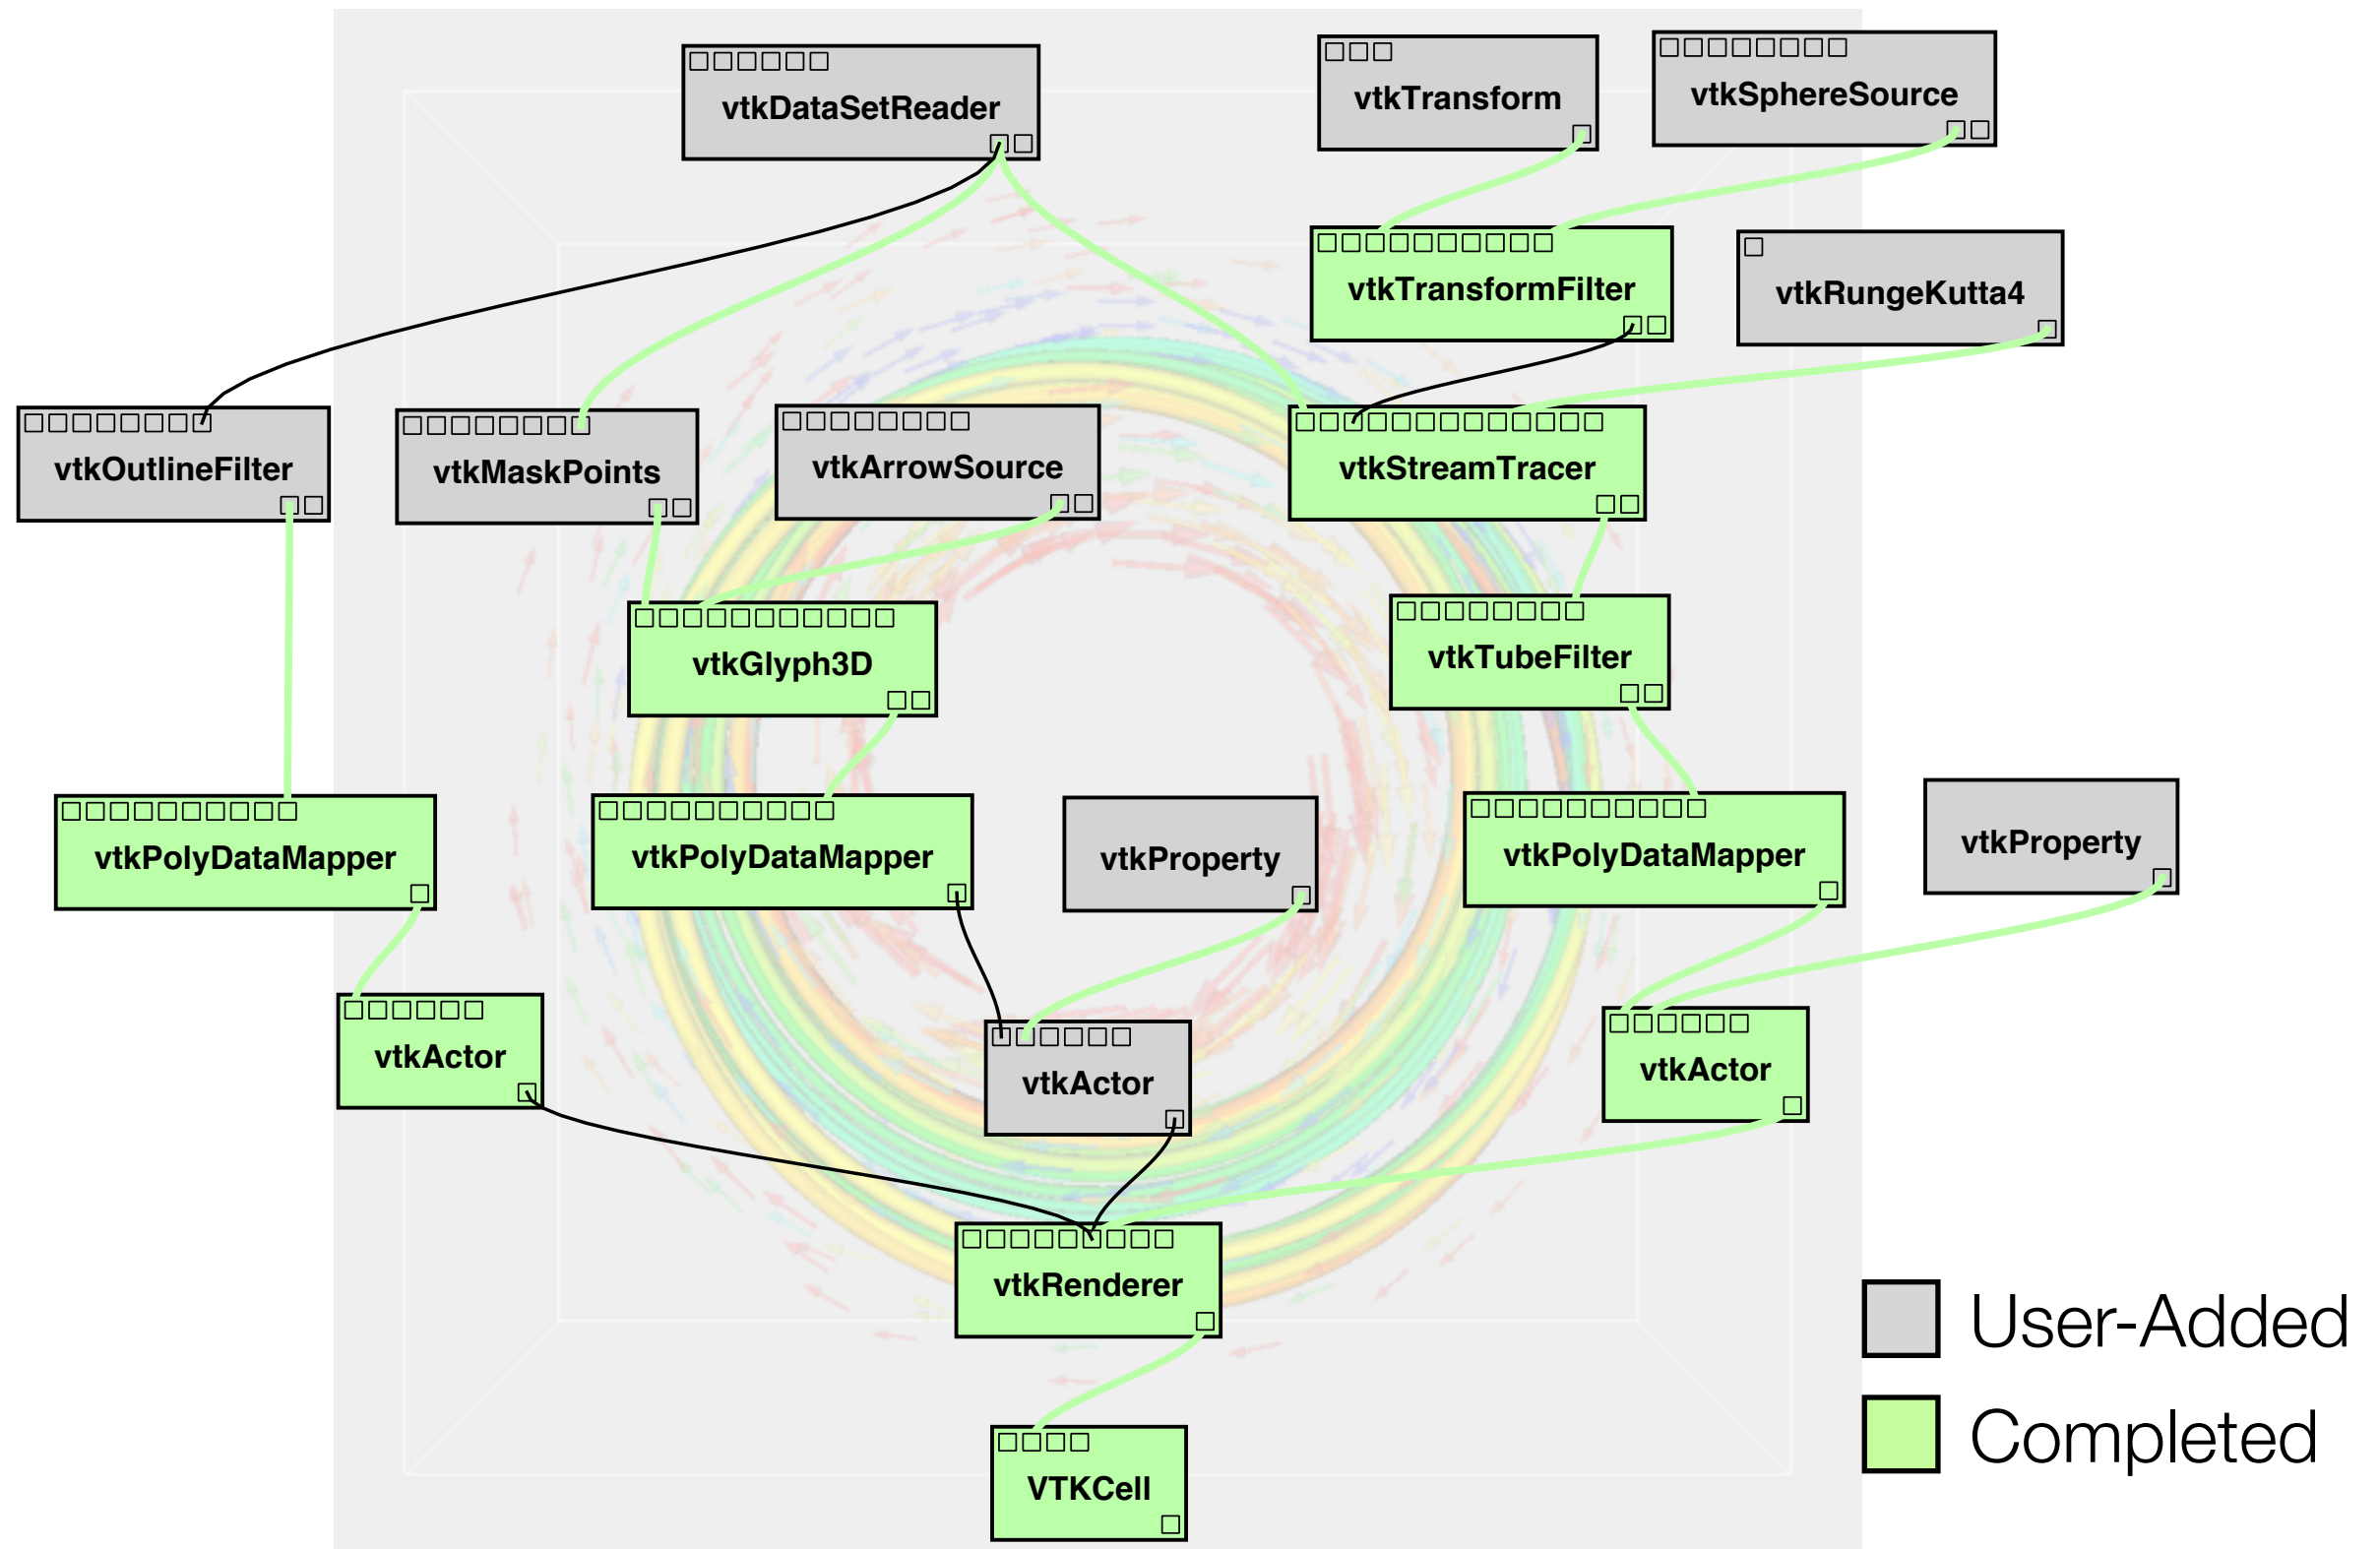 vtkDataSetReader
vtkTransform
vtkSphereSource
vtkTransformFilter
vtkRungeKutta4
vtkOutlineFilter
vtkMaskPoints
vtkArrowSource
vtkStreamTracer
vtkGlyph3D
vtkTubeFilter
vtkPolyDataMapper
vtkPolyDataMapper
vtkProperty
vtkPolyDataMapper
vtkProperty
vtkActor
vtkActor
vtkActor
vtkRenderer
User-Added
Completed
VTKCell